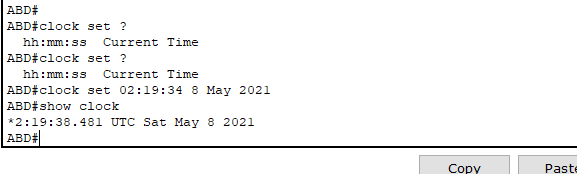 ABD#
ABD#clock set ?
  hh:mm:ss  Current Time
ABD#clock set ?
  hh:mm:ss  Current Time
ABD#clock set 02:19:34 8 May 2021
ABD#show clock
*2:19:38.481 UTC Sat May 8 2021
ABD#
Copy Paste